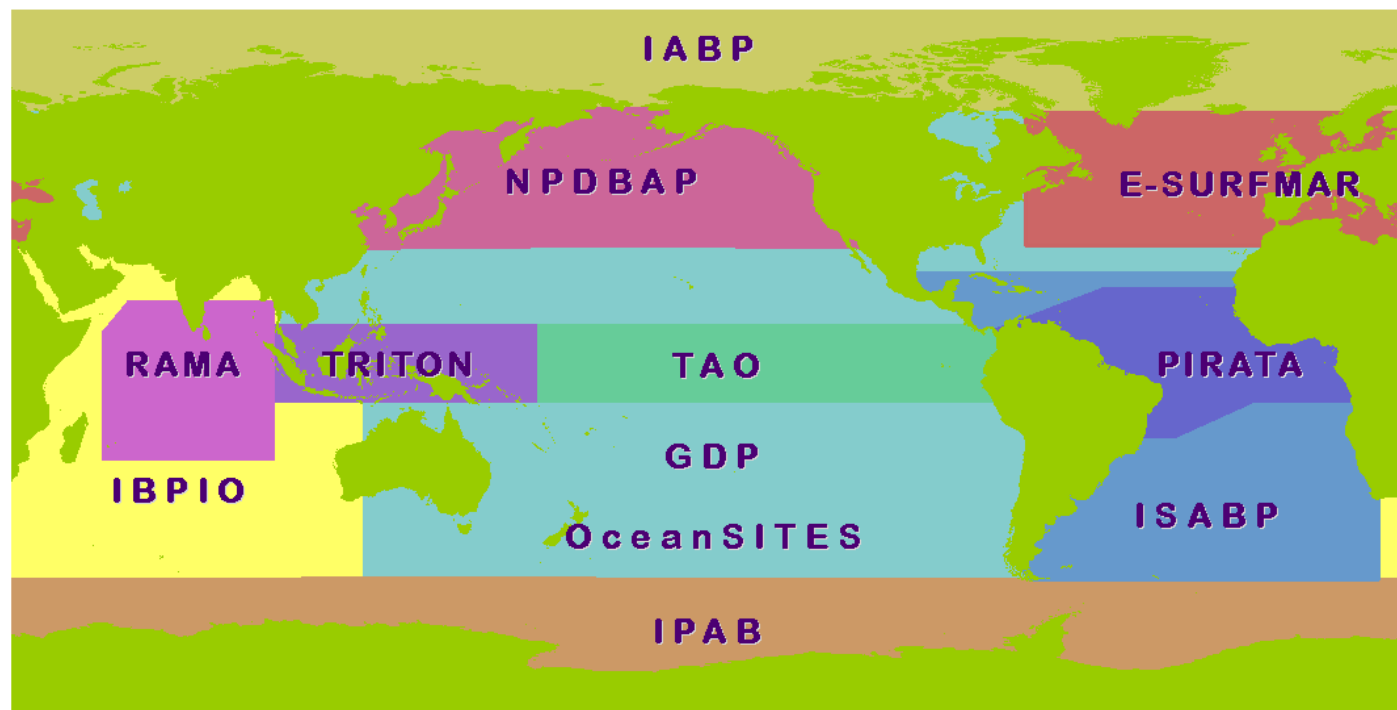 IABP
NPDBAP
E-SURFMAR
RAMA
TRITON
TAO
PIRATA
GDP
IBPIO
ISABP
OceanSITES
IPAB